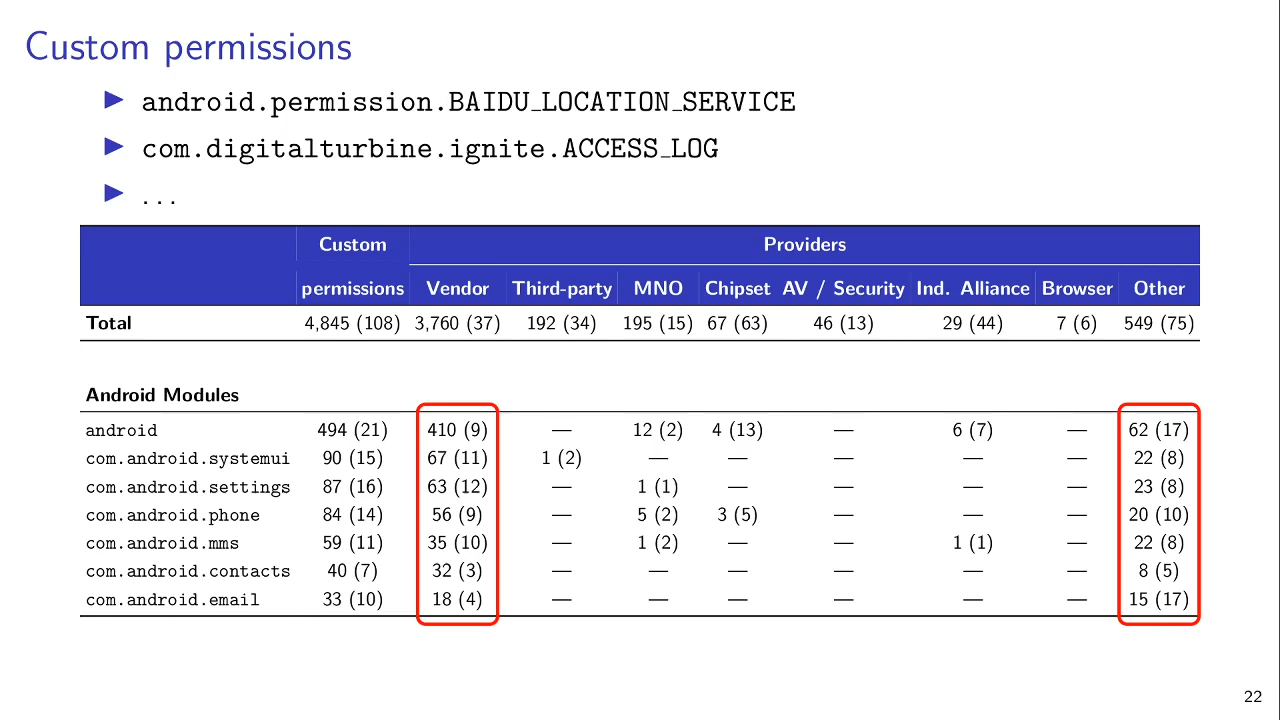 Custom permissions
▶ android.permission.BAIDU_LOCATION_SERVICE
▶ com.digitalturbine.ignite.ACCESS_LOG
▶ ...
Custom Providers
permissions Vendor Third-party MNO Chipset AV / Security Ind. Alliance Browser Other
Total 4,845 (108) 3,760 (37) 192 (34) 195 (15) 67 (63) 46 (13) 29 (44) 7 (6) 549 (75)
Android Modules
android 494 (21) 410 (9) — 12 (2) 4 (13) — 6 (7) — 62 (17)
com.android.systemui 90 (15) 67 (11) 1 (2) — — — — — 22 (8)
com.android.settings 87 (16) 63 (12) — 1 (1) — — — — 23 (8)
com.android.phone 84 (14) 56 (9) — 5 (2) 3 (5) — — — 20 (10)
com.android.mms 59 (11) 35 (10) — 1 (2) — — 1 (1) — 22 (8)
com.android.contacts 40 (7) 32 (3) — — — — — — 8 (5)
com.android.email 33 (10) 18 (4) — — — — — — 15 (17)
22